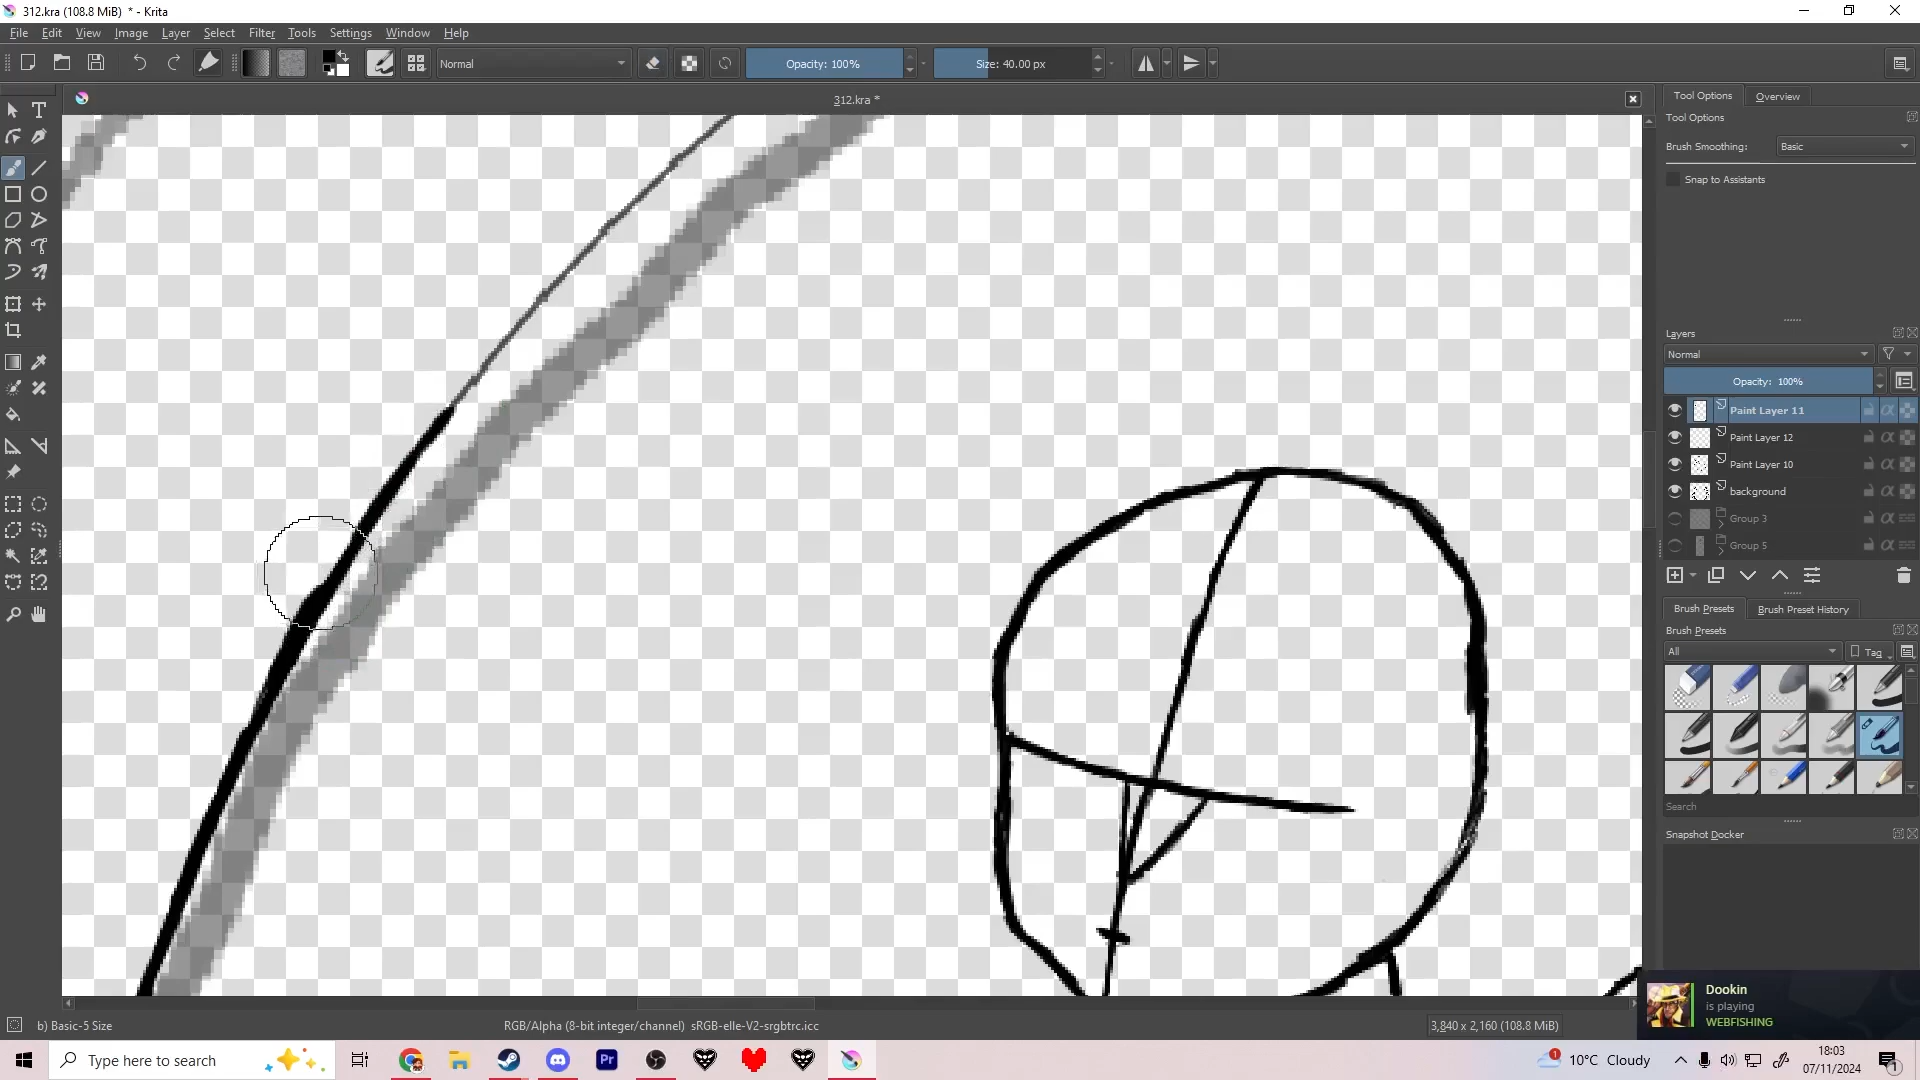 312.kra (108.8 MiB) * - Krita
File Edit View Image Layer Select Filter Tools Settings Window Help
Normal
Opacity: 100%
Size: 40.00 px
312.kra *
Tool Options
Overview
Tool Options
Brush Smoothing:
Basic
Snap to Assistants
Layers
Normal
Opacity: 100%
Paint Layer 11
Paint Layer 12
Paint Layer 10
background
Group 3
Group 5
Brush Presets
Brush Preset History
Brush Presets
All
Tag
Search
Snapshot Docker
Dookin
is playing
WEBFISHING
b) Basic-5 Size
RGB/Alpha (8-bit integer/channel) sRGB-elle-V2-srgbtrc.icc
3,840 x 2,160 (108.8 MiB)
Type here to search
Pr
1
10°C Cloudy
18:03
07/11/2024
1